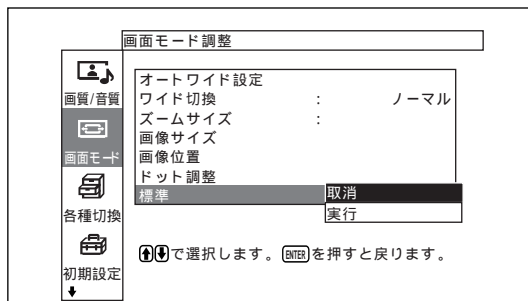 画面モード調整
画質/音質
画面モード
各種切換
初期設定
オートワイド設定
ワイド切換 : ノーマル
ズームサイズ :
画像サイズ
画像位置
ドット調整
標準 取消
実行
で選択します。ENTERを押すと戻ります。